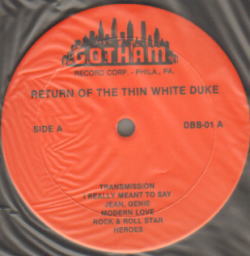 GOTHAM
RECORD CORP. - PHILA., PA.
RETURN OF THE THIN WHITE DUKE
SIDE A
DBS-01 A
TRANSMISSION
I REALLY MEANT TO SAY
JEAN, GENIE
MODERN LOVE
ROCK & ROLL STAR
HEROES